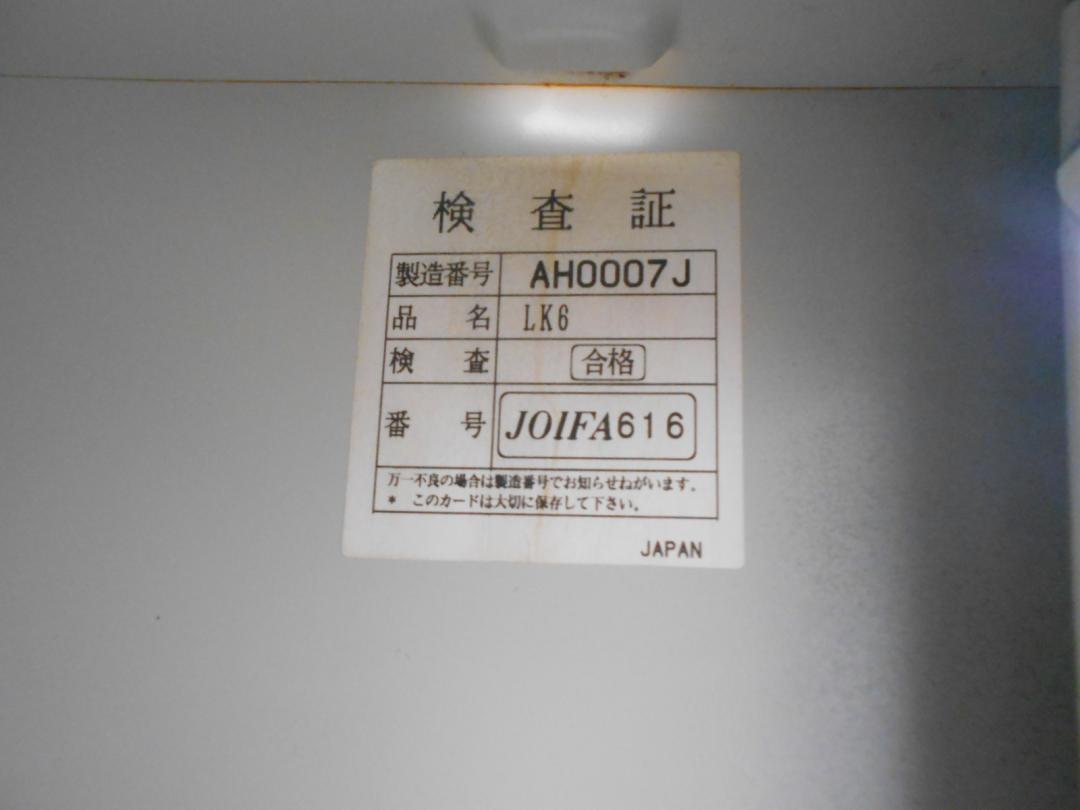 検査証
製造番号 AH0007J
品名 LK6
検査 合格
番号 JOIFA616
万一不良の場合は製造番号でお知らせねがいます。
* このカードは大切に保存して下さい。
JAPAN